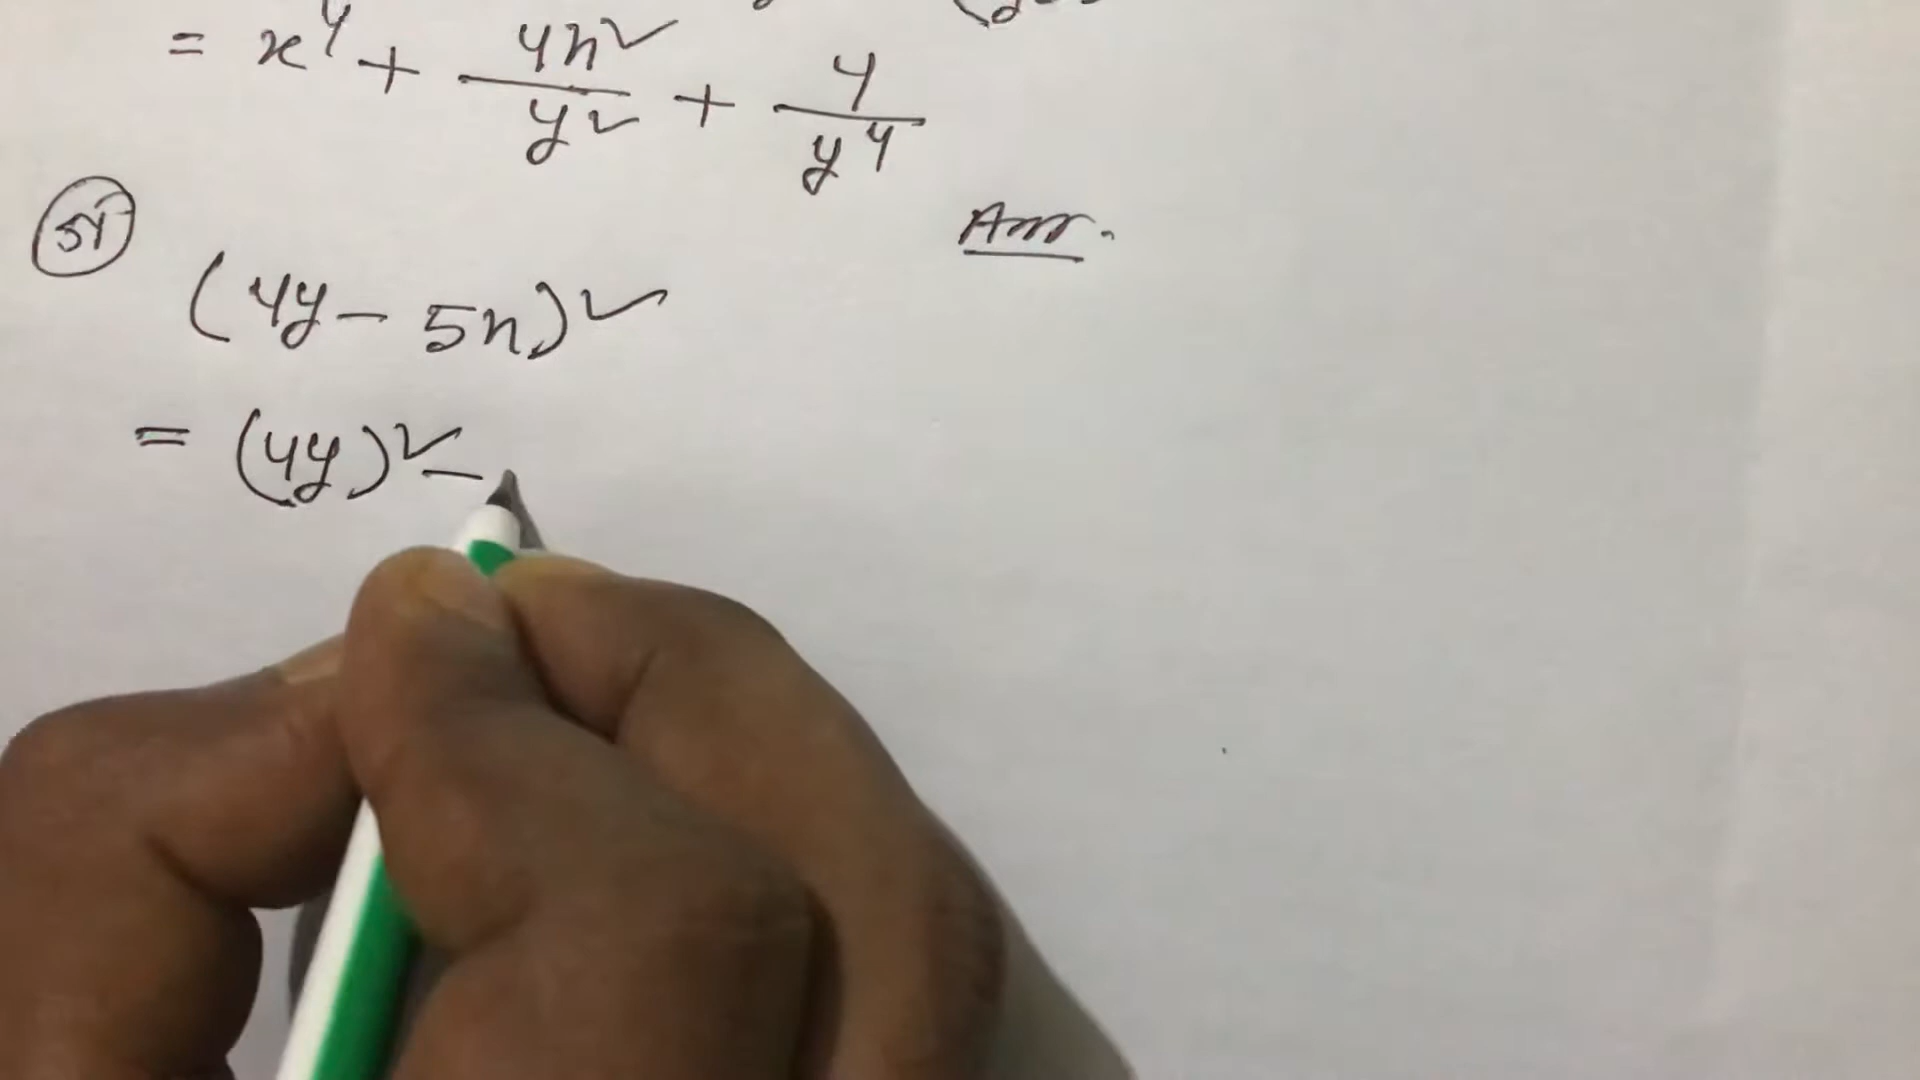 = x⁴ + 4x²/y² + 4/y⁴
Ans.
(4y - 5x)²
= (4y)² -